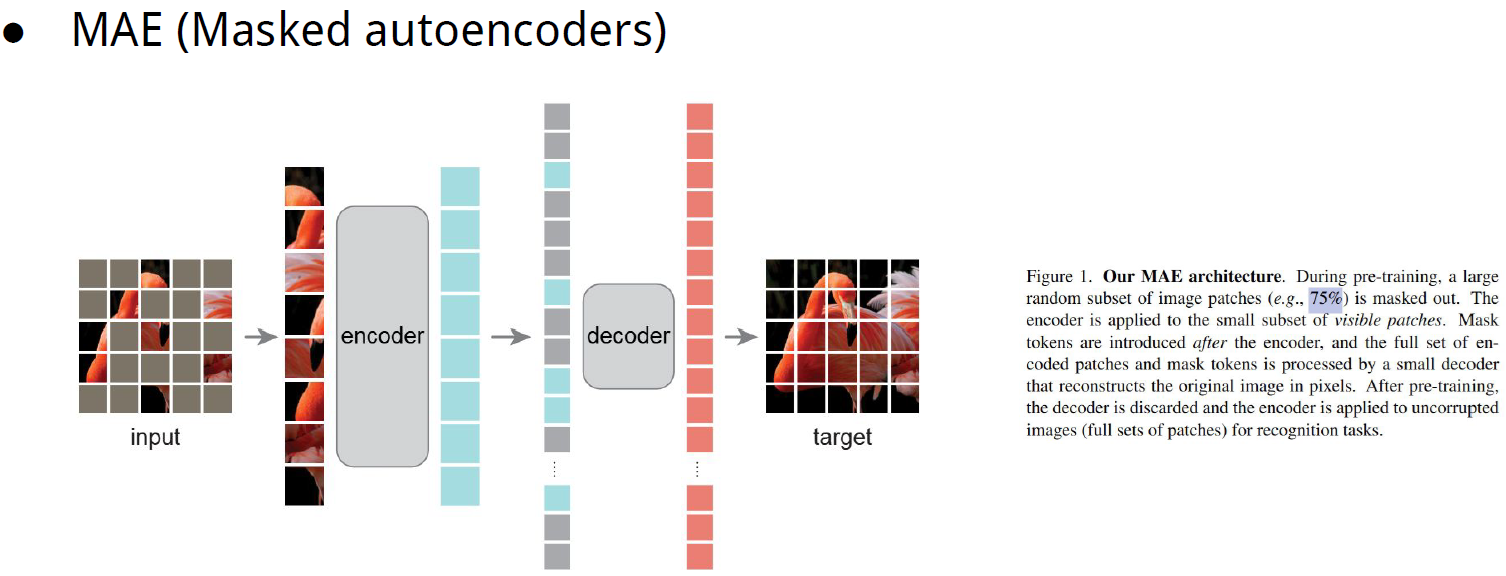 ● MAE (Masked autoencoders)
input
encoder
decoder
target
Figure 1. Our MAE architecture. During pre-training, a large
random subset of image patches (e.g., 75%) is masked out. The
encoder is applied to the small subset of visible patches. Mask
tokens are introduced after the encoder, and the full set of en-
coded patches and mask tokens is processed by a small decoder
that reconstructs the original image in pixels. After pre-training,
the decoder is discarded and the encoder is applied to uncorrupted
images (full sets of patches) for recognition tasks.